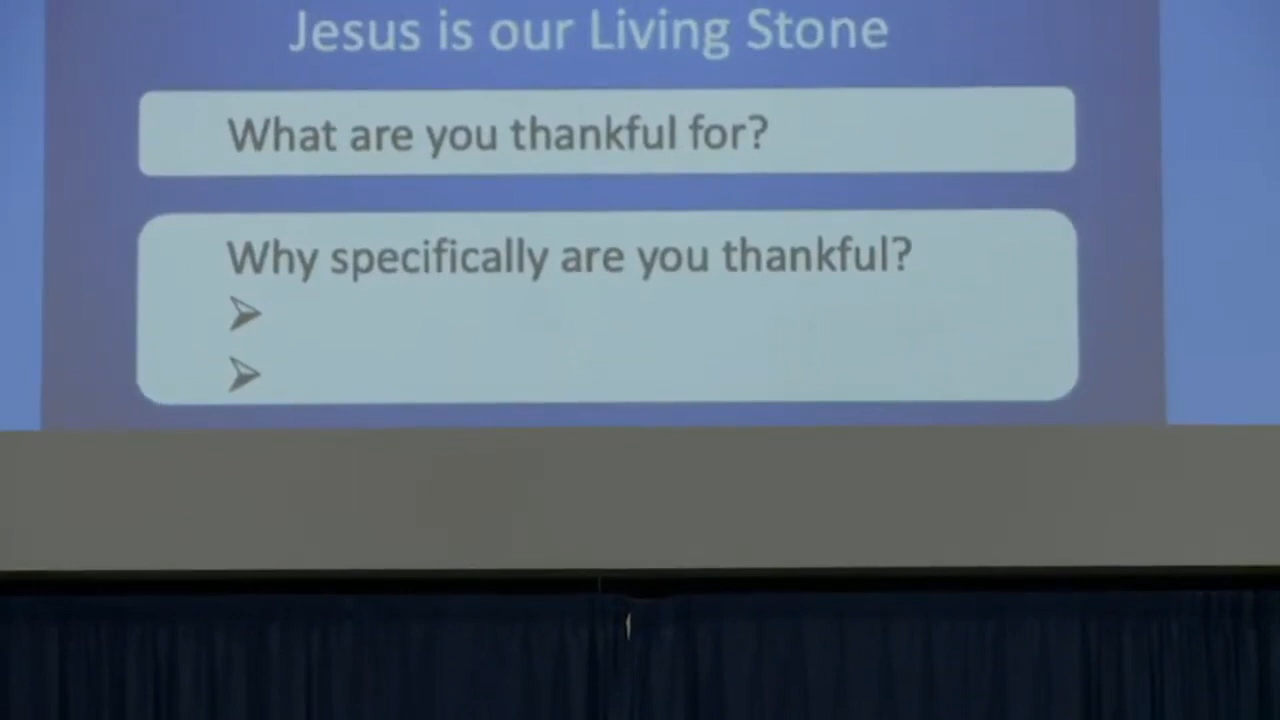 Jesus is our Living Stone
What are you thankful for?
Why specifically are you thankful?